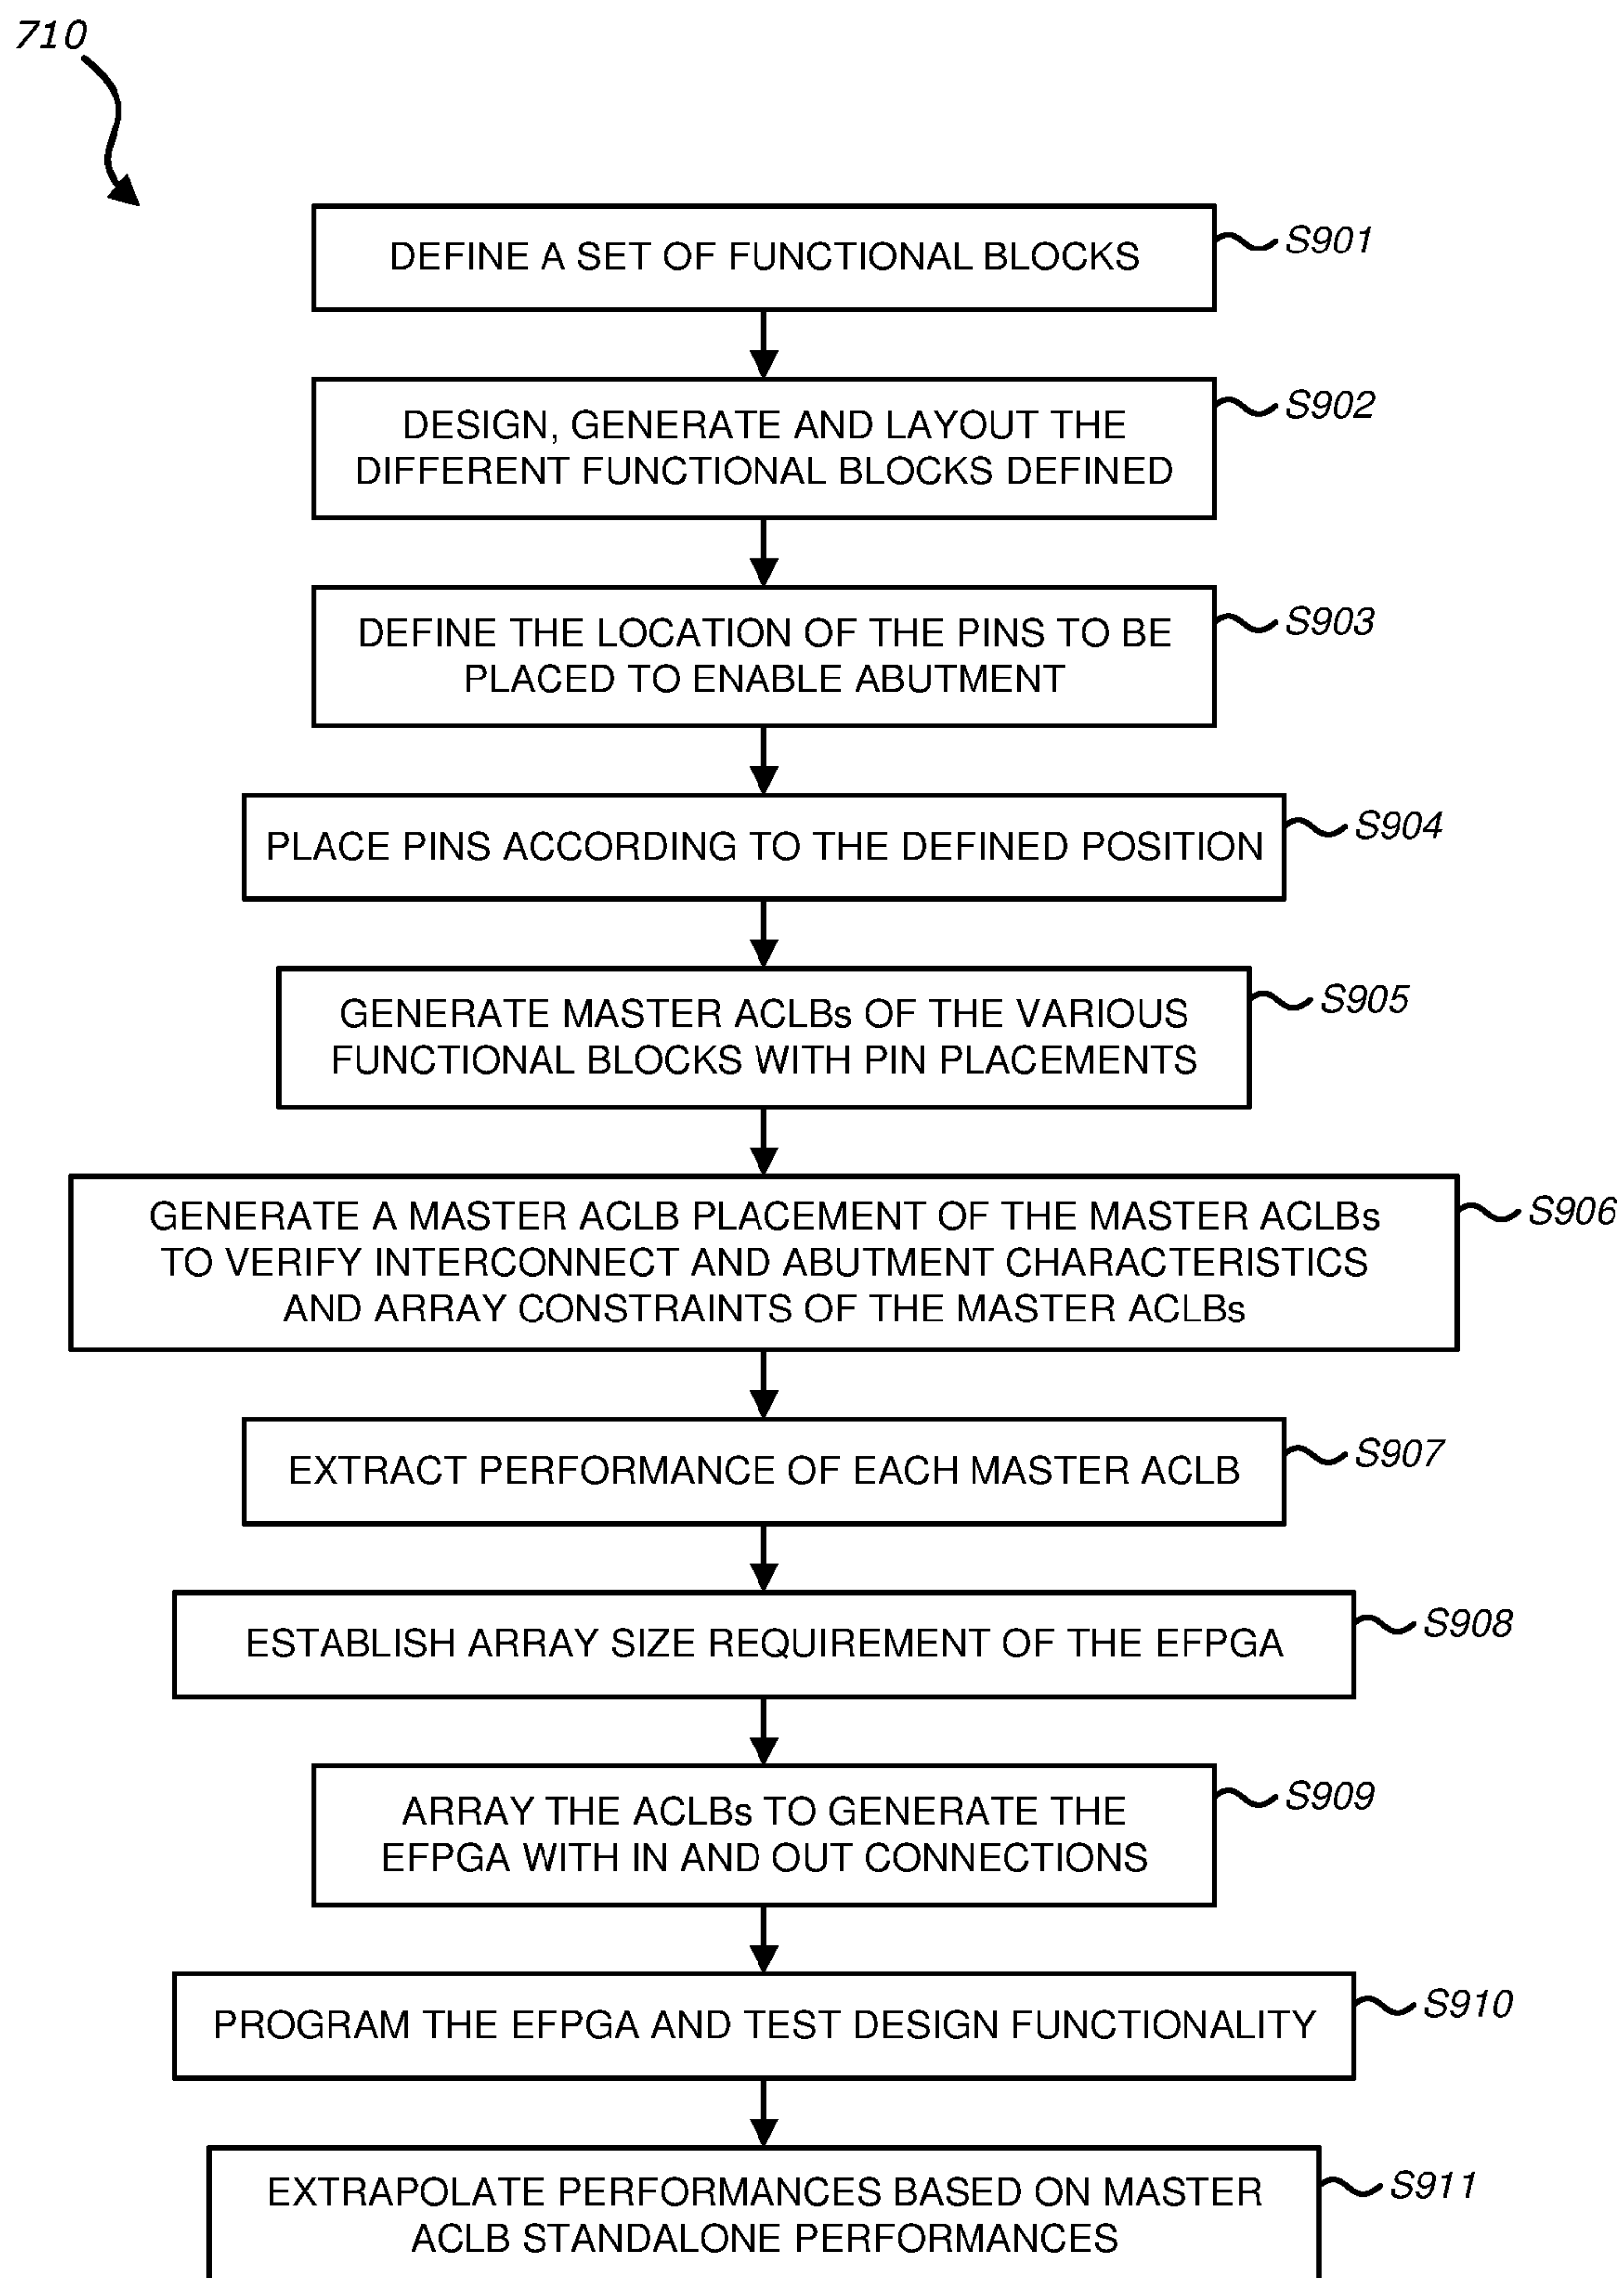 710
DEFINE A SET OF FUNCTIONAL BLOCKS
S901
DESIGN, GENERATE AND LAYOUT THE
DIFFERENT FUNCTIONAL BLOCKS DEFINED
S902
DEFINE THE LOCATION OF THE PINS TO BE
PLACED TO ENABLE ABUTMENT
S903
PLACE PINS ACCORDING TO THE DEFINED POSITION
S904
GENERATE MASTER ACLBs OF THE VARIOUS
FUNCTIONAL BLOCKS WITH PIN PLACEMENTS
S905
GENERATE A MASTER ACLB PLACEMENT OF THE MASTER ACLBs
TO VERIFY INTERCONNECT AND ABUTMENT CHARACTERISTICS
AND ARRAY CONSTRAINTS OF THE MASTER ACLBs
S906
EXTRACT PERFORMANCE OF EACH MASTER ACLB
S907
ESTABLISH ARRAY SIZE REQUIREMENT OF THE EFPGA
S908
ARRAY THE ACLBs TO GENERATE THE
EFPGA WITH IN AND OUT CONNECTIONS
S909
PROGRAM THE EFPGA AND TEST DESIGN FUNCTIONALITY
S910
EXTRAPOLATE PERFORMANCES BASED ON MASTER
ACLB STANDALONE PERFORMANCES
S911